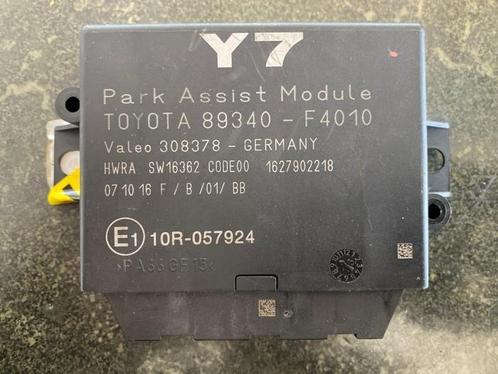 Y7
Park Assist Module
TOYOTA 89340 - F4010
Valeo 308378 - GERMANY
HWRA SW16362 CODE00 1627902218
07 10 16 F / B /01/ BB
E1 10R-057924
>PA66GF15<